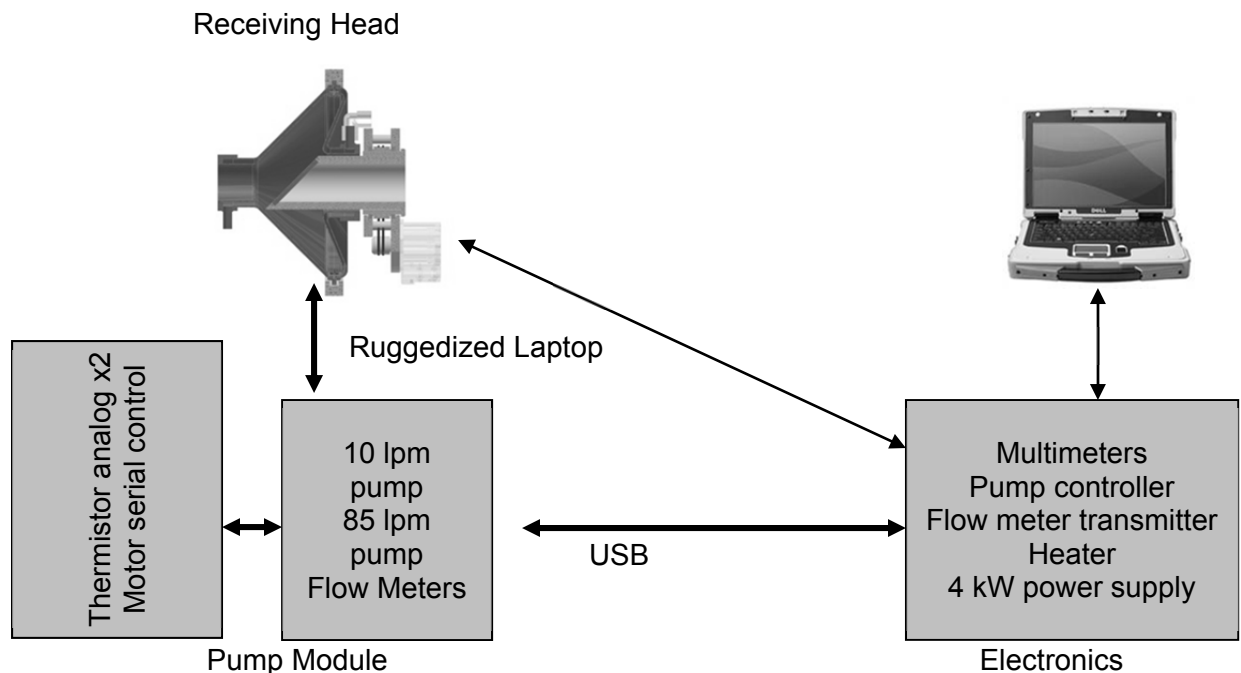 Receiving Head
DELL
Ruggedized Laptop
Thermistor analog x2
Motor serial control
10 lpm
pump
85 lpm
pump
Flow Meters
USB
Multimeters
Pump controller
Flow meter transmitter
Heater
4 kW power supply
Pump Module
Electronics